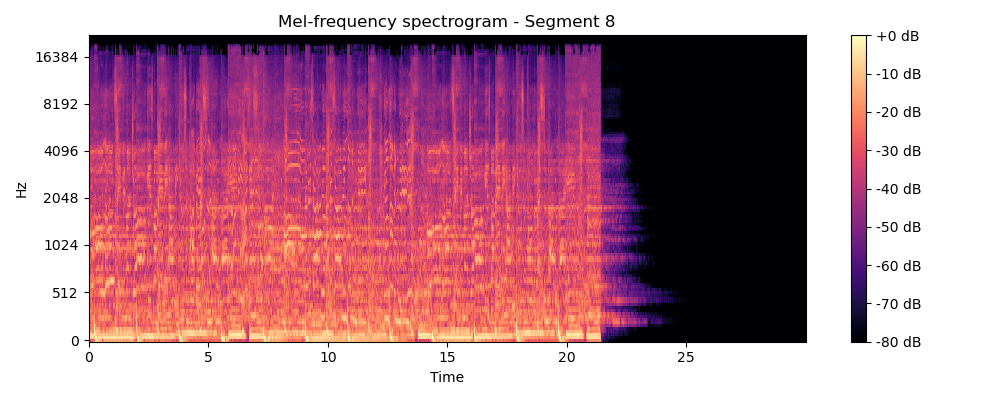 Mel-frequency spectrogram - Segment 8
16384
8192
4096
2048
1024
512
0
Hz
0 5 10 15 20 25
Time
+0 dB
-10 dB
-20 dB
-30 dB
-40 dB
-50 dB
-60 dB
-70 dB
-80 dB